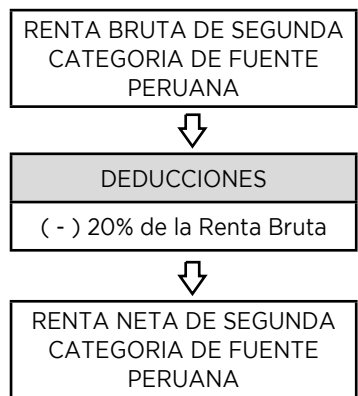 RENTA BRUTA DE SEGUNDA
CATEGORIA DE FUENTE
PERUANA
DEDUCCIONES
( - ) 20% de la Renta Bruta
RENTA NETA DE SEGUNDA
CATEGORIA DE FUENTE
PERUANA